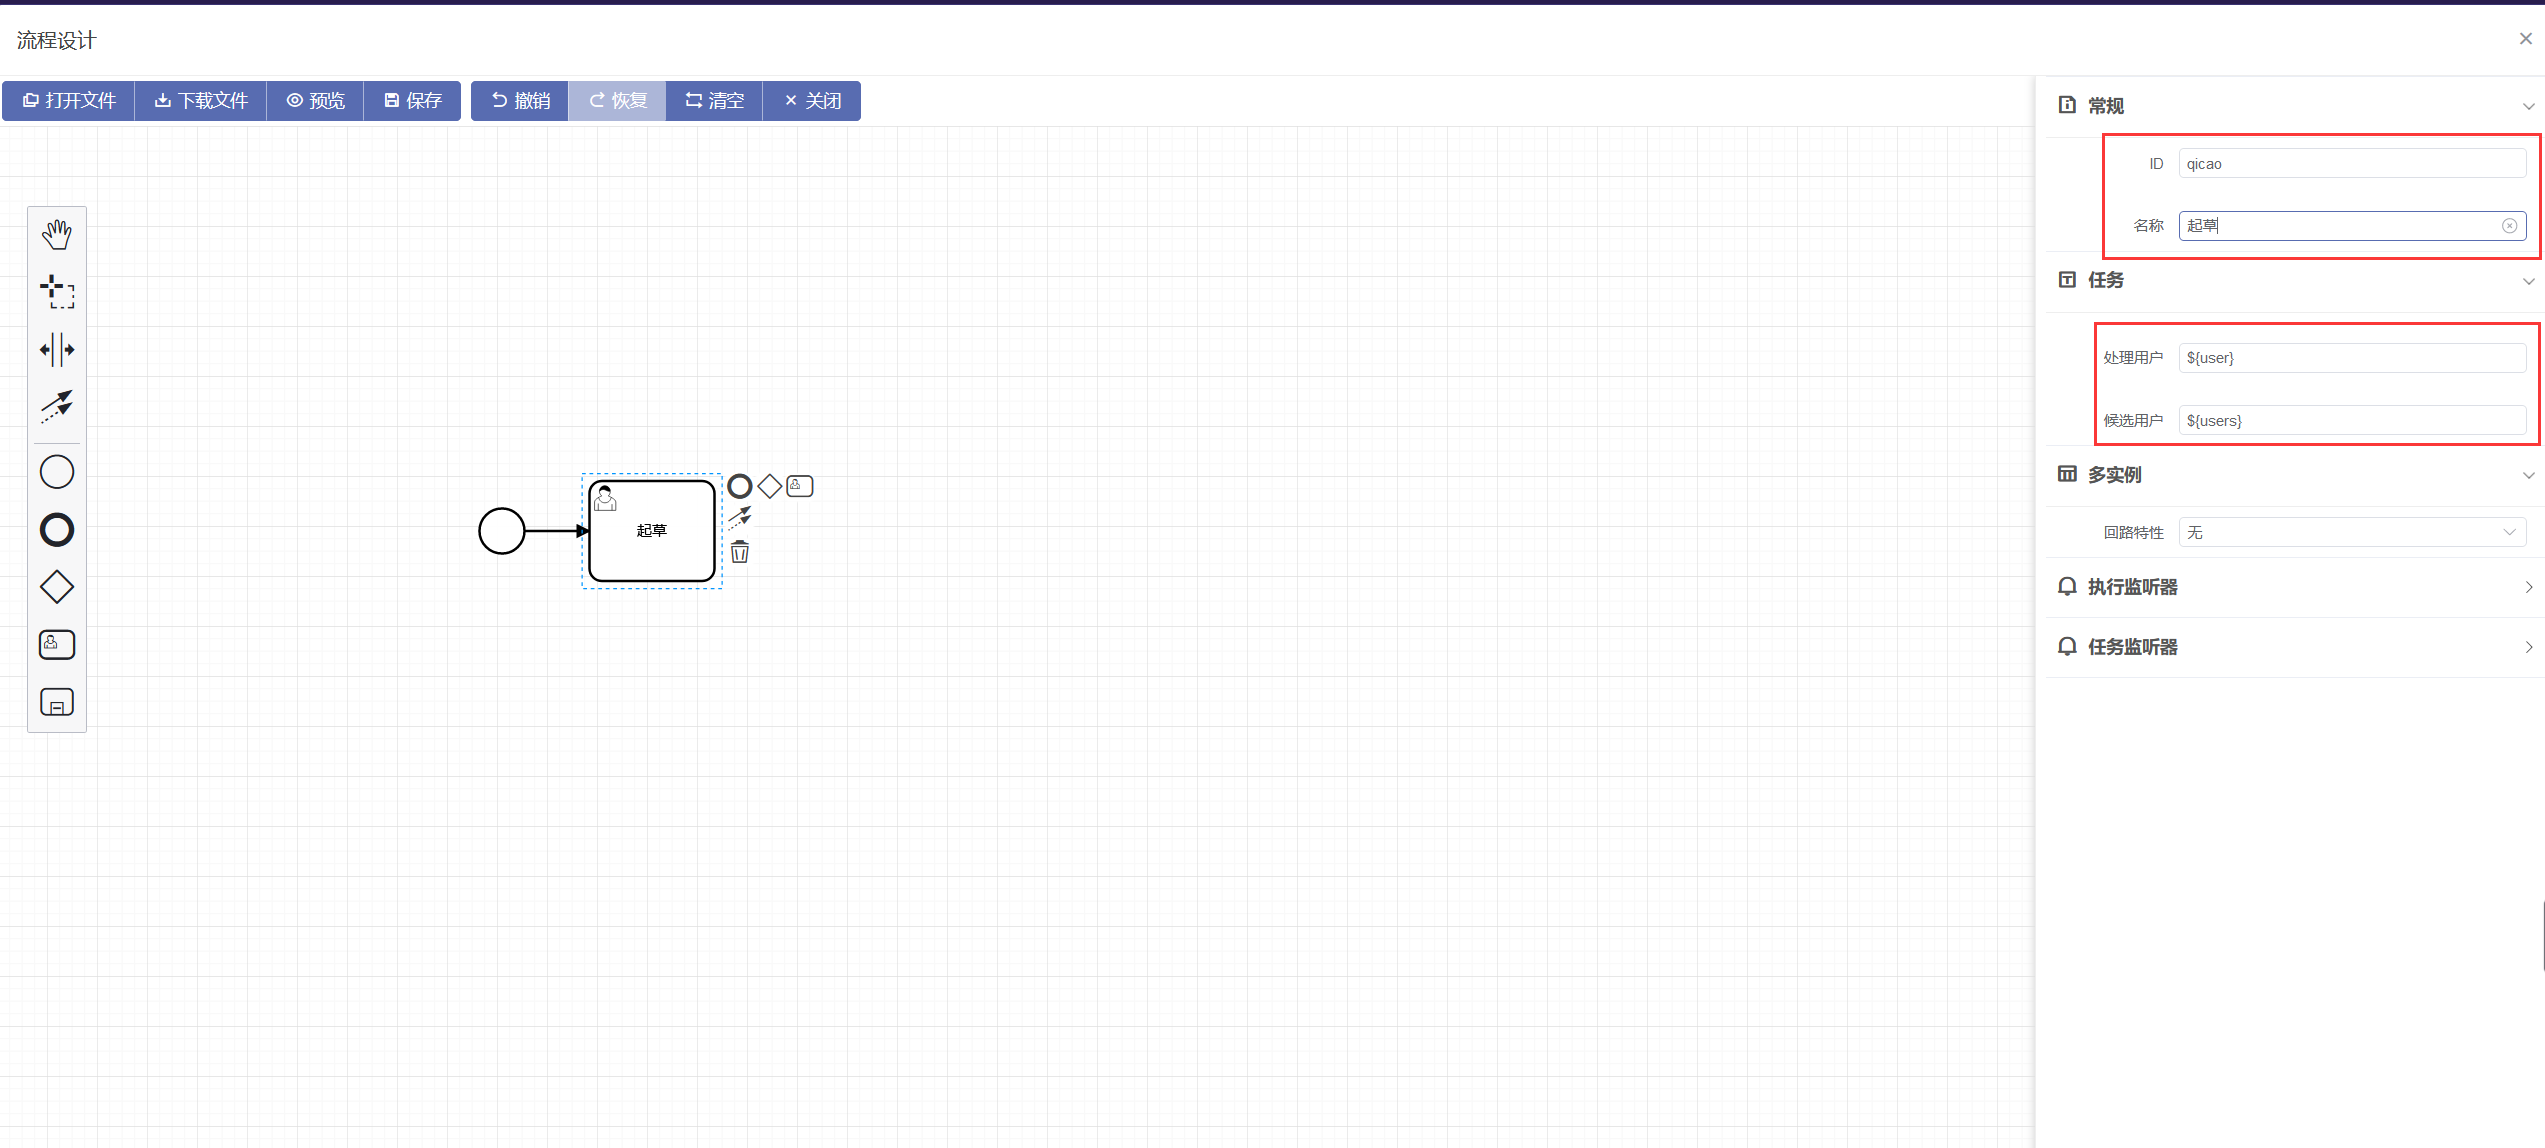 流程设计
打开文件 下载文件 预览 保存 撤销 恢复 清空 关闭
起草
常规
ID qicao
名称 起草
任务
处理用户 ${user}
候选用户 ${users}
多实例
回路特性 无
执行监听器
任务监听器